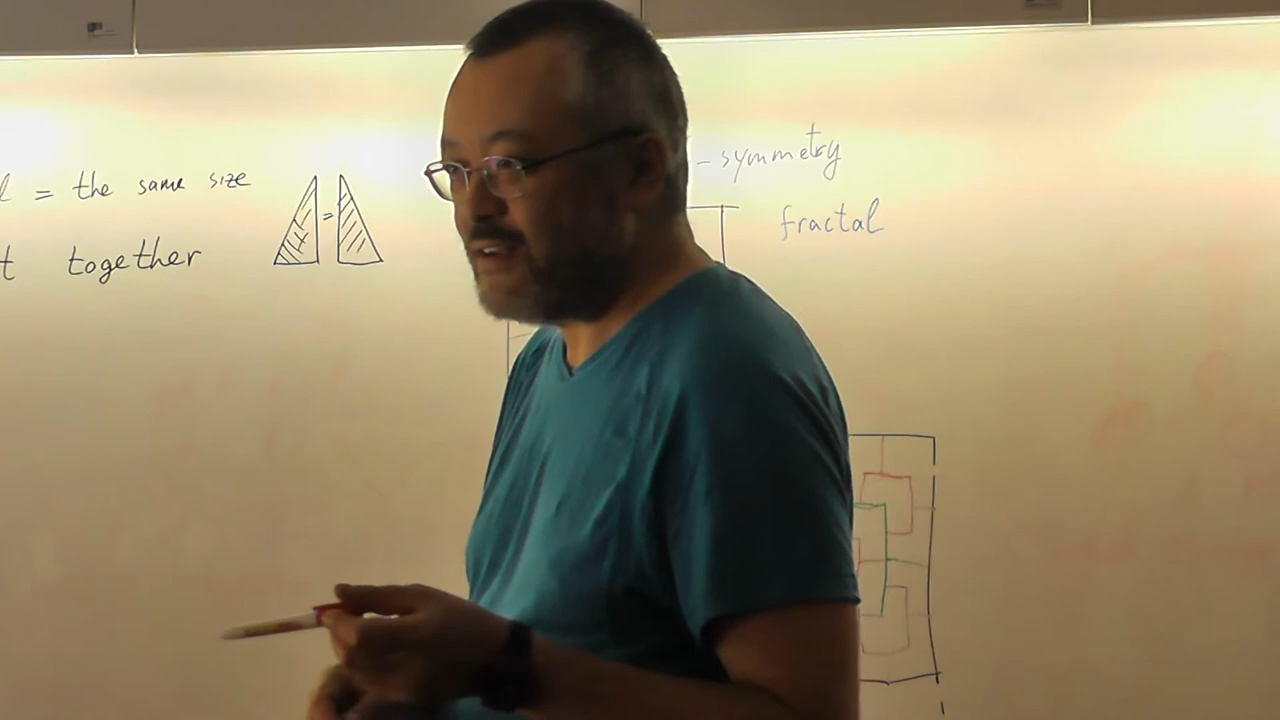 = the same size
together
=
- symmetry
fractal